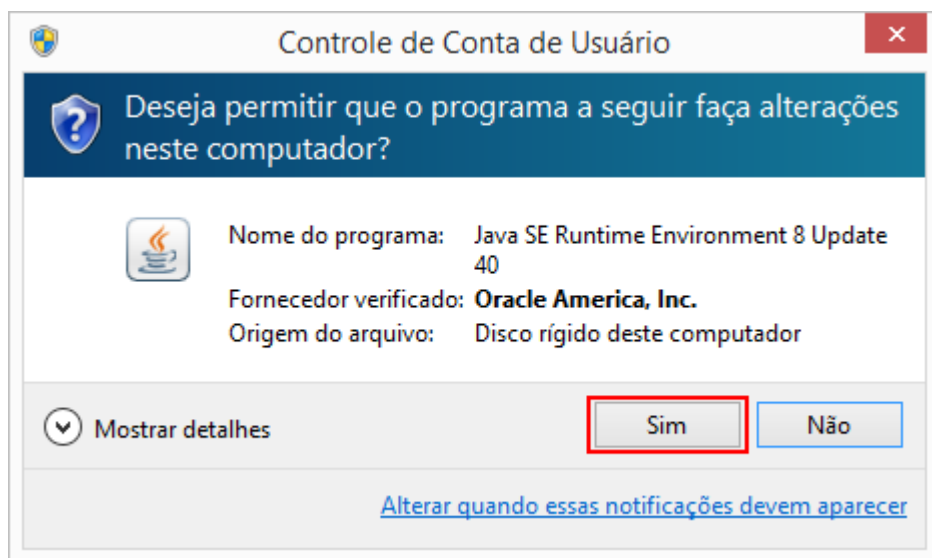 Controle de Conta de Usuário
Deseja permitir que o programa a seguir faça alterações
neste computador?
Nome do programa: Java SE Runtime Environment 8 Update
40
Fornecedor verificado: Oracle America, Inc.
Origem do arquivo: Disco rígido deste computador
Mostrar detalhes
Sim
Não
Alterar quando essas notificações devem aparecer